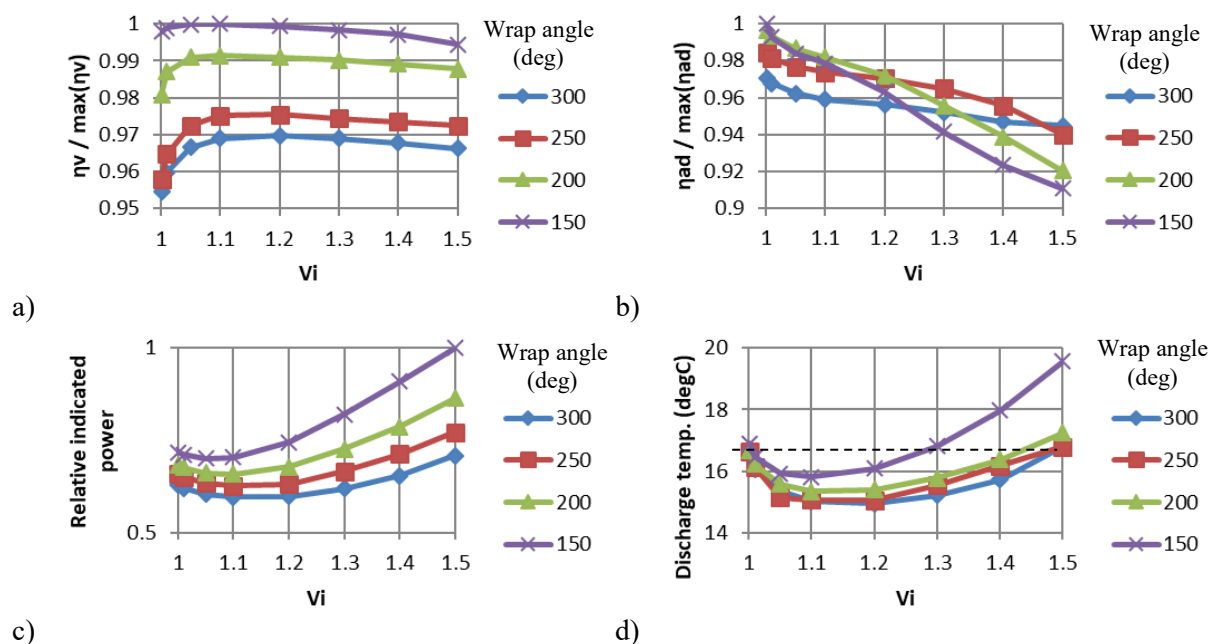 ηv / max(ηv)
1
0.99
0.98
0.97
0.96
0.95
1 1.1 1.2 1.3 1.4 1.5
Vi
Wrap angle
(deg)
300
250
200
150
a)
ηad / max(ηad)
1
0.98
0.96
0.94
0.92
0.9
1 1.1 1.2 1.3 1.4 1.5
Vi
Wrap angle
(deg)
300
250
200
150
b)
Relative indicated
power
1
0.5
1 1.1 1.2 1.3 1.4 1.5
Vi
Wrap angle
(deg)
300
250
200
150
c)
Discharge temp. (degC)
20
18
16
14
1 1.1 1.2 1.3 1.4 1.5
Vi
Wrap angle
(deg)
300
250
200
150
d)